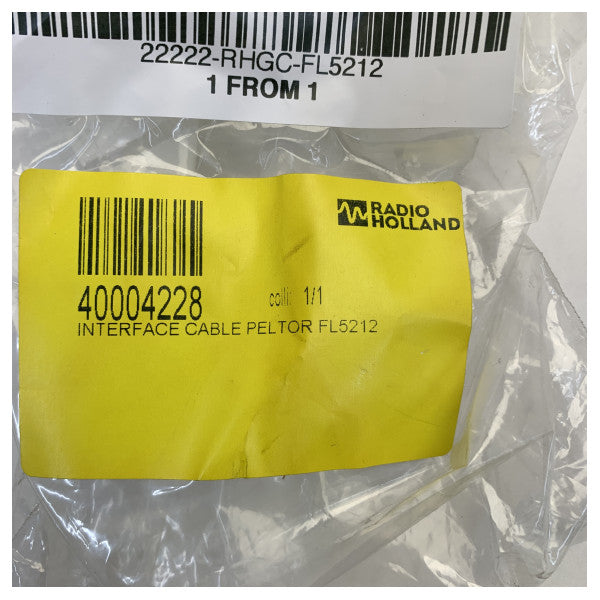 22222-RHGC-FL5212
1 FROM 1
RADIO
HOLLAND
40004228 colli: 1/1
INTERFACE CABLE PELTOR FL5212